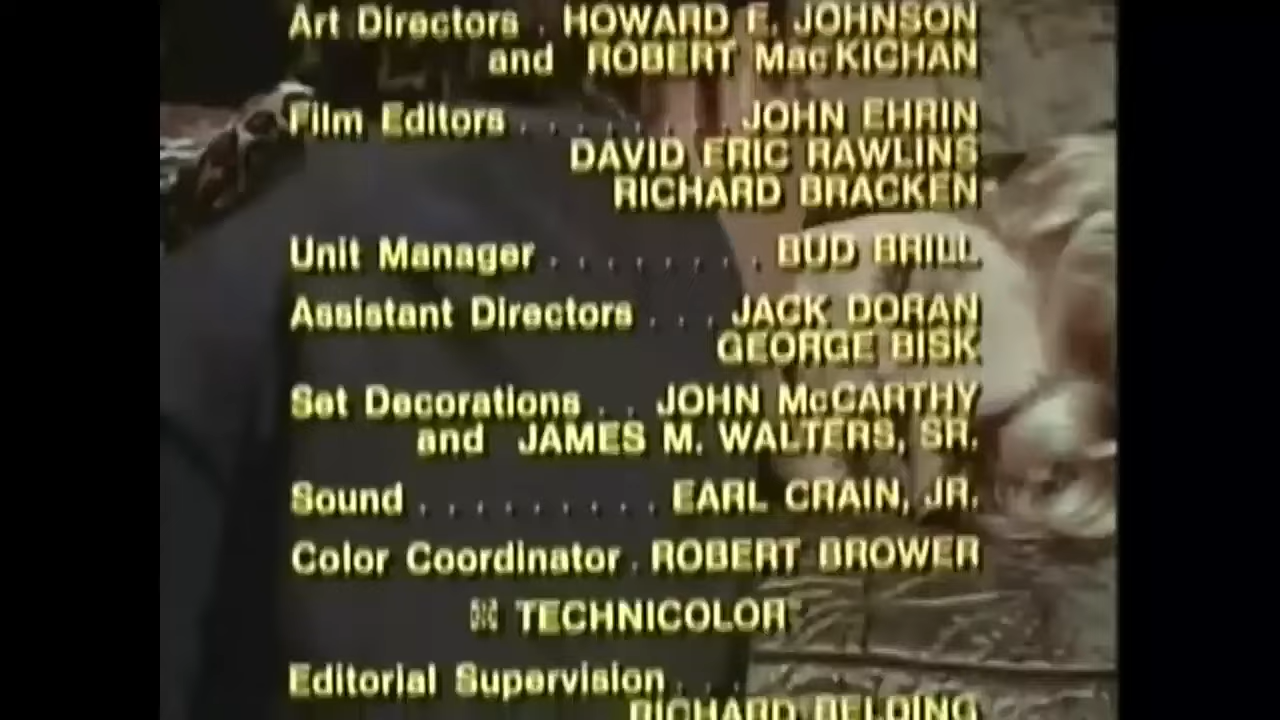 Art Directors . HOWARD E. JOHNSON
and ROBERT MacKICHAN
Film Editors . . . . . . . . JOHN EHRIN
DAVID ERIC RAWLINS
RICHARD BRACKEN
Unit Manager . . . . . . . . BUD BRILL
Assistant Directors . . . JACK DORAN
GEORGE BISK
Set Decorations . . JOHN McCARTHY
and JAMES M. WALTERS, SR.
Sound . . . . . . . . . EARL CRAIN, JR.
Color Coordinator . ROBERT BROWER
TECHNICOLOR
Editorial Supervision . . .
RICHARD BELDING